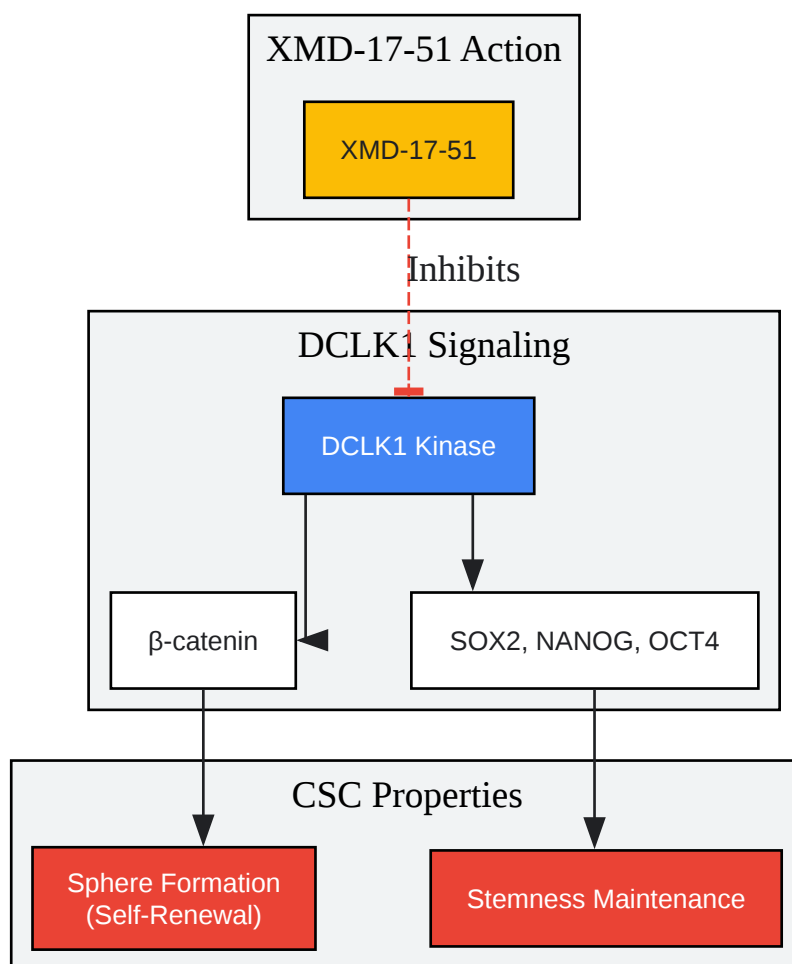 XMD-17-51 Action
XMD-17-51
Inhibits
DCLK1 Signaling
DCLK1 Kinase
β-catenin
SOX2, NANOG, OCT4
CSC Properties
Sphere Formation
(Self-Renewal)
Stemness Maintenance